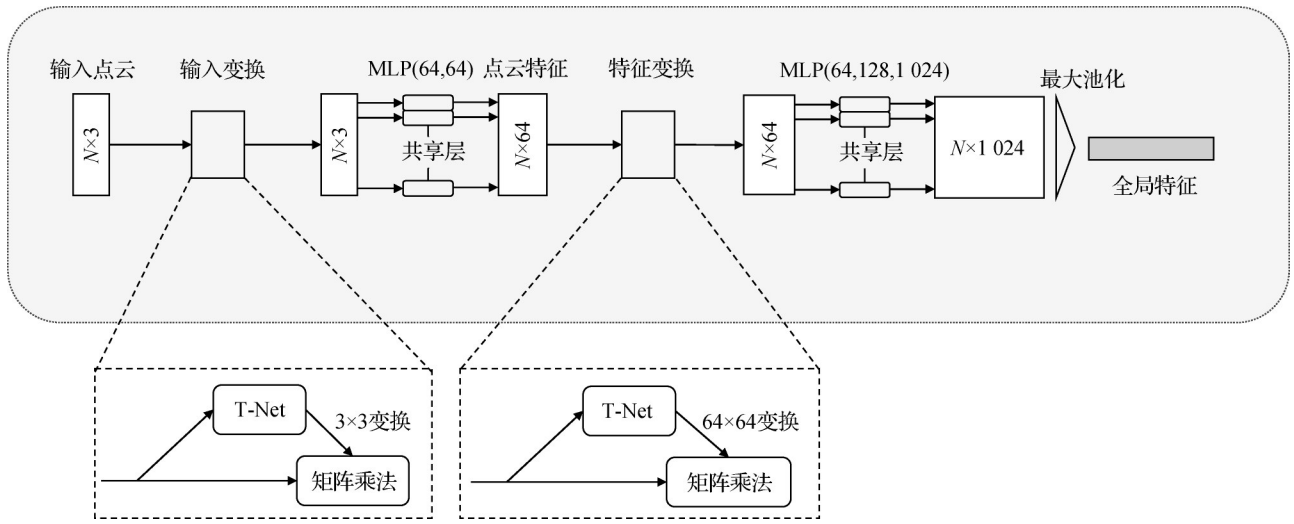 输入点云
输入变换
MLP(64,64)
点云特征
特征变换
MLP(64,128,1 024)
最大池化
N×3
N×3
共享层
N×64
N×64
共享层
N×1 024
全局特征
T-Net
3×3变换
矩阵乘法
T-Net
64×64变换
矩阵乘法